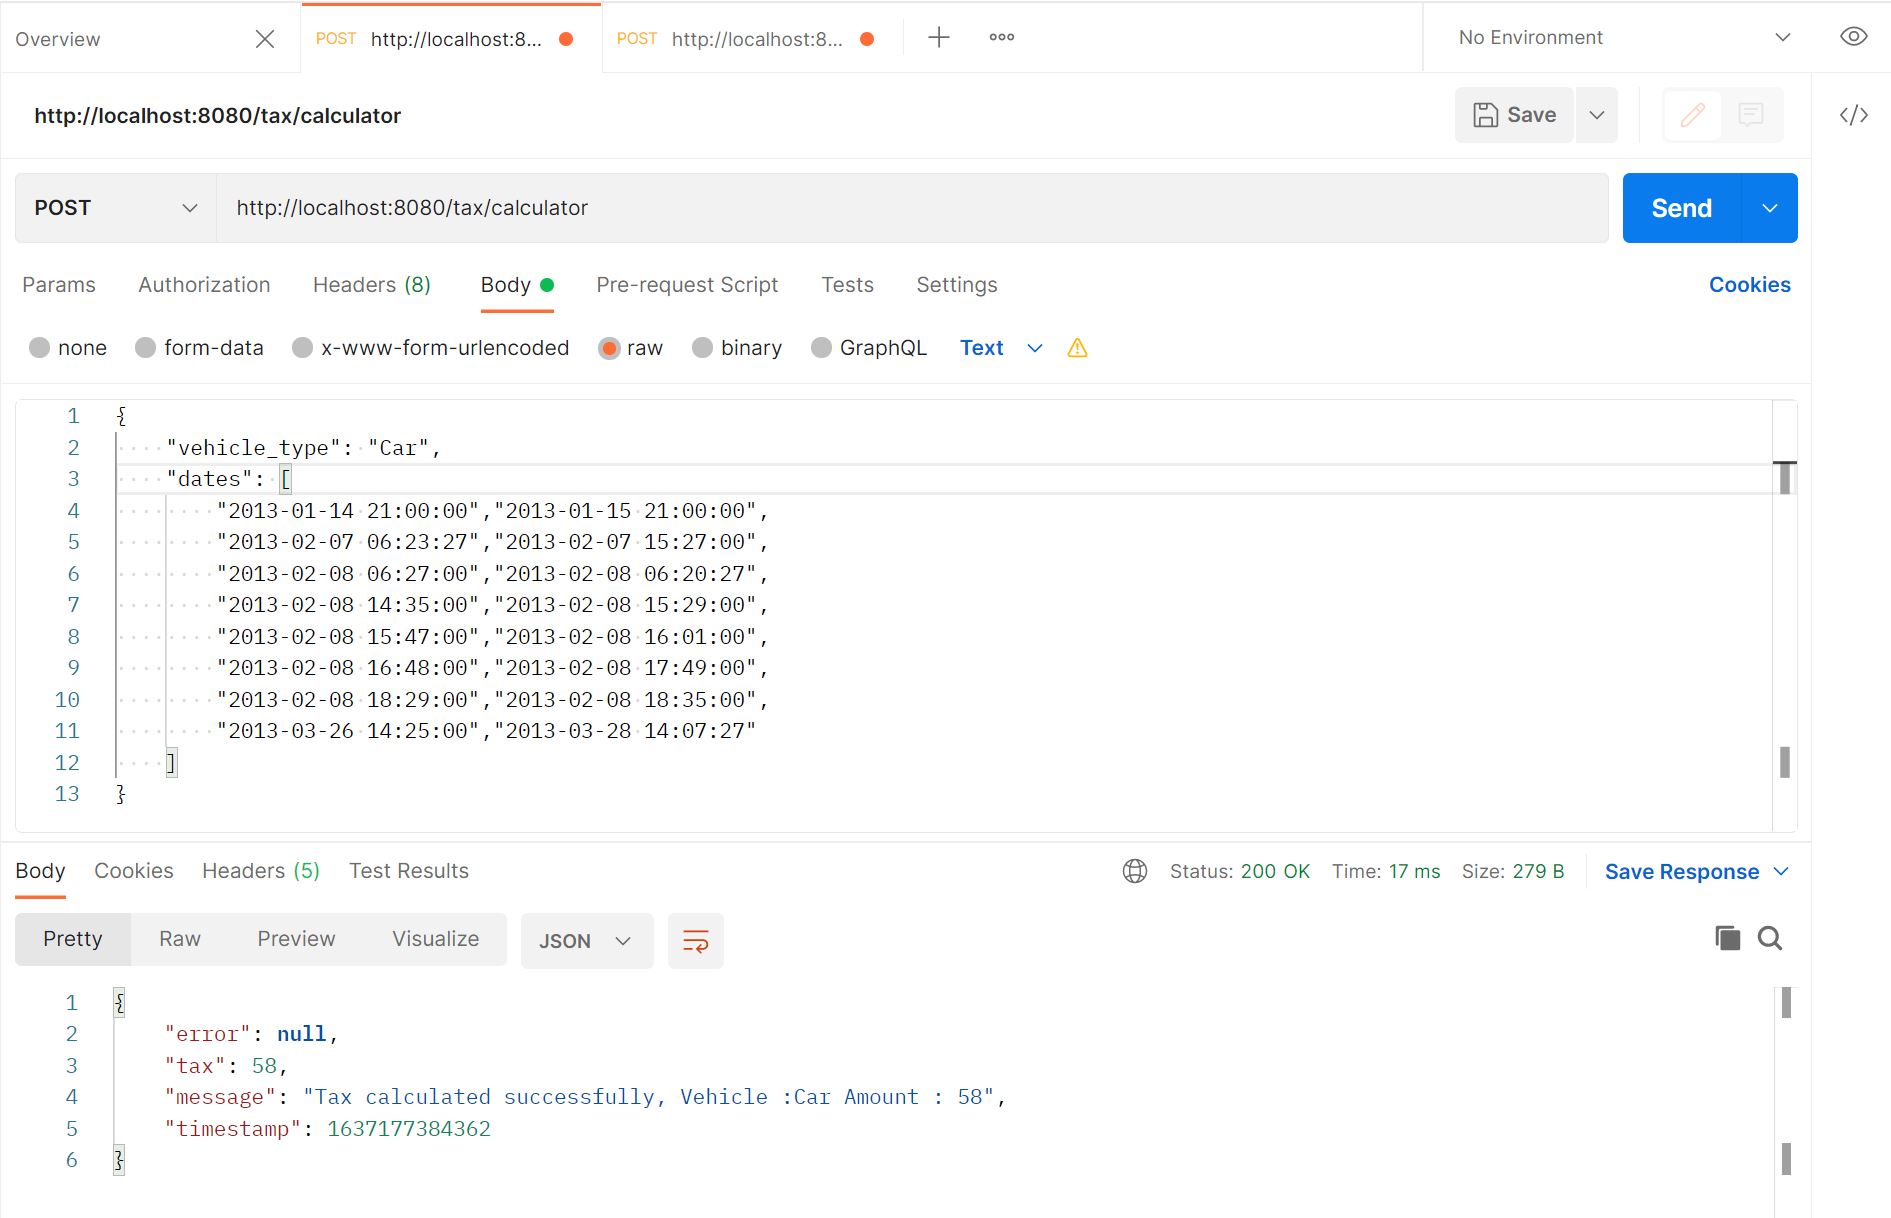 Overview
POST http://localhost:8...
POST http://localhost:8...
No Environment
http://localhost:8080/tax/calculator
Save
POST
http://localhost:8080/tax/calculator
Send
Params Authorization Headers (8) Body Pre-request Script Tests Settings Cookies
none form-data x-www-form-urlencoded raw binary GraphQL Text
1 {
2 "vehicle_type": "Car",
3 "dates": [
4 "2013-01-14 21:00:00","2013-01-15 21:00:00",
5 "2013-02-07 06:23:27","2013-02-07 15:27:00",
6 "2013-02-08 06:27:00","2013-02-08 06:20:27",
7 "2013-02-08 14:35:00","2013-02-08 15:29:00",
8 "2013-02-08 15:47:00","2013-02-08 16:01:00",
9 "2013-02-08 16:48:00","2013-02-08 17:49:00",
10 "2013-02-08 18:29:00","2013-02-08 18:35:00",
11 "2013-03-26 14:25:00","2013-03-28 14:07:27"
12 ]
13 }
Body Cookies Headers (5) Test Results Status: 200 OK Time: 17 ms Size: 279 B Save Response
Pretty Raw Preview Visualize JSON
1 {
2 "error": null,
3 "tax": 58,
4 "message": "Tax calculated successfully, Vehicle :Car Amount : 58",
5 "timestamp": 1637177384362
6 }